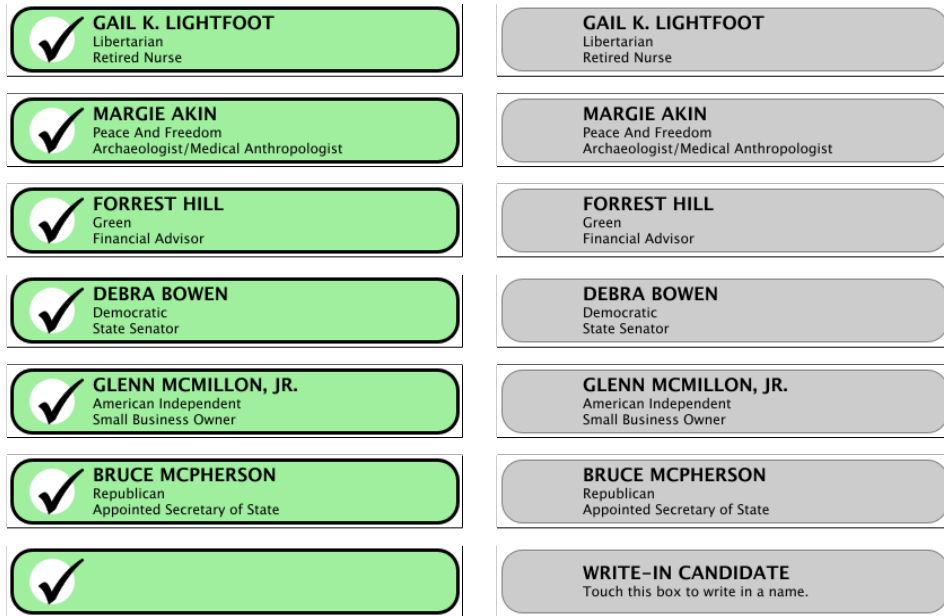 GAIL K. LIGHTFOOT
Libertarian
Retired Nurse
MARGIE AKIN
Peace And Freedom
Archaeologist/Medical Anthropologist
FORREST HILL
Green
Financial Advisor
DEBRA BOWEN
Democratic
State Senator
GLENN MCMILLON, JR.
American Independent
Small Business Owner
BRUCE MCPHERSON
Republican
Appointed Secretary of State
GAIL K. LIGHTFOOT
Libertarian
Retired Nurse
MARGIE AKIN
Peace And Freedom
Archaeologist/Medical Anthropologist
FORREST HILL
Green
Financial Advisor
DEBRA BOWEN
Democratic
State Senator
GLENN MCMILLON, JR.
American Independent
Small Business Owner
BRUCE MCPHERSON
Republican
Appointed Secretary of State
WRITE-IN CANDIDATE
Touch this box to write in a name.